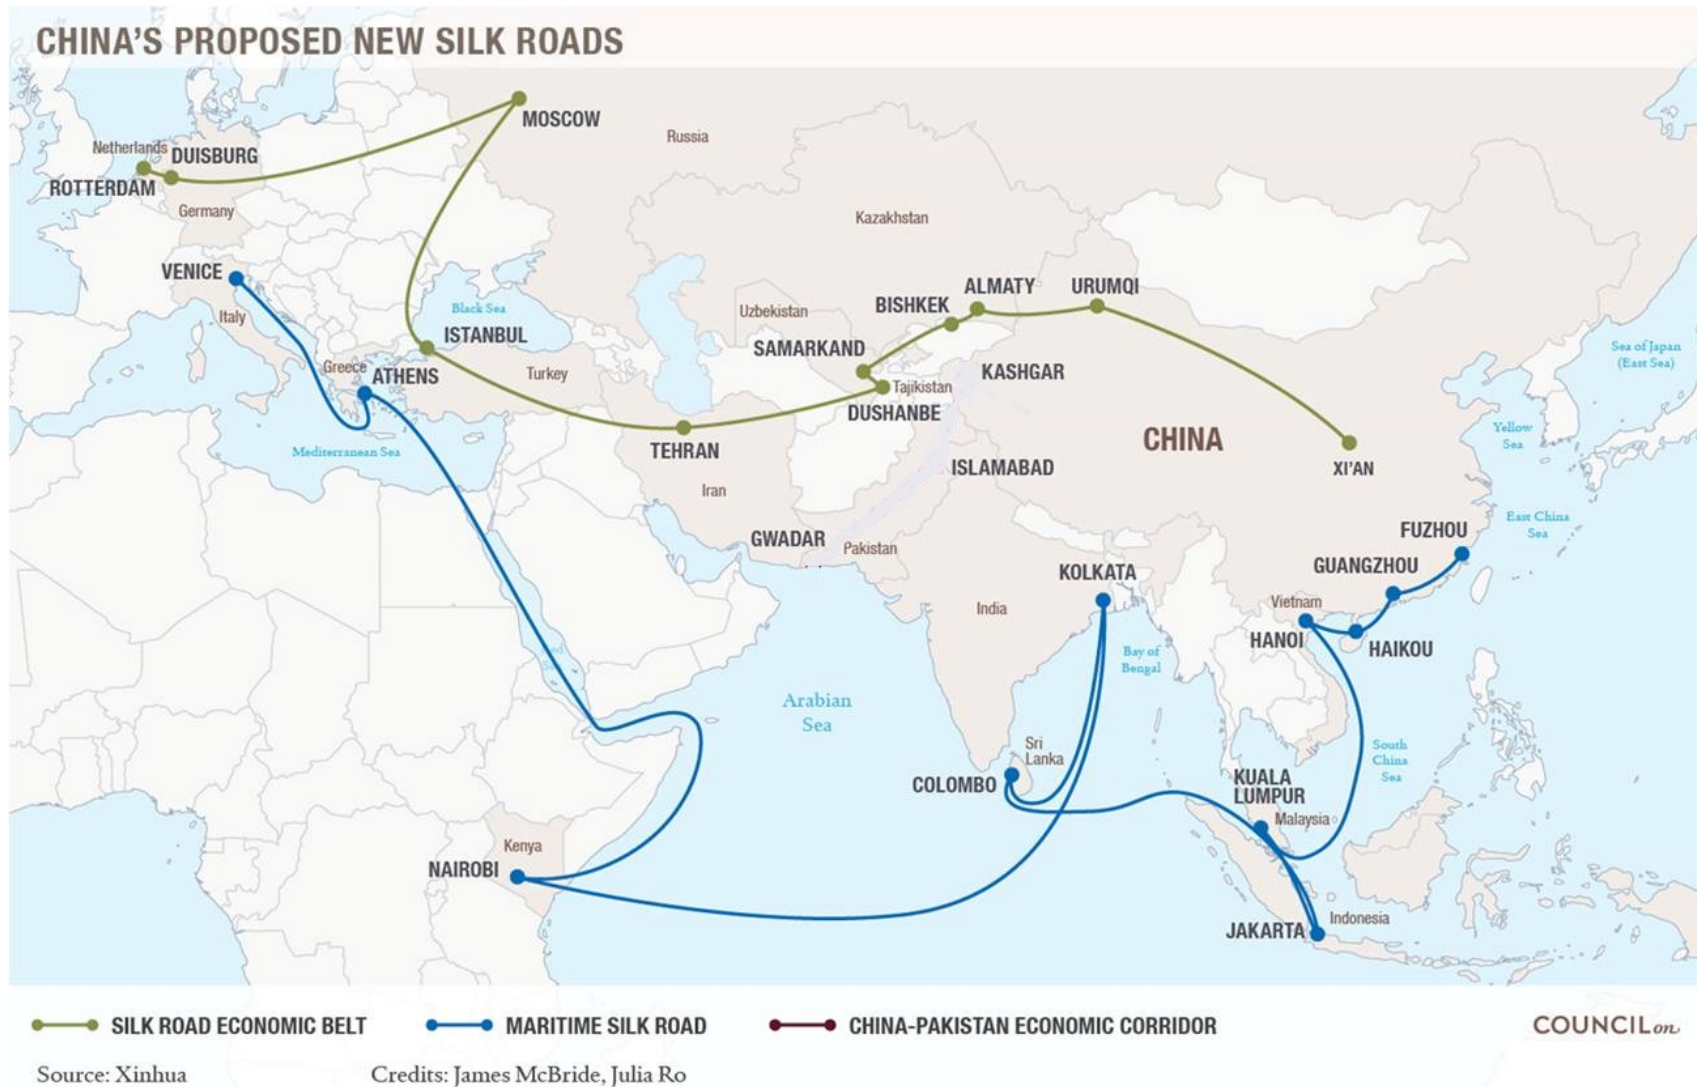 CHINA'S PROPOSED NEW SILK ROADS
MOSCOW
Russia
Netherlands
DUISBURG
ROTTERDAM
Germany
Kazakhstan
VENICE
ALMATY
URUMQI
BISHKEK
Black Sea
Uzbekistan
Italy
ISTANBUL
SAMARKAND
Sea of Japan
(East Sea)
Greece
ATHENS
Turkey
KASHGAR
Tajikistan
DUSHANBE
CHINA
Yellow
Sea
TEHRAN
Mediterranean Sea
ISLAMABAD
XI'AN
Iran
East China
Sea
FUZHOU
GWADAR
Pakistan
GUANGZHOU
KOLKATA
India
Vietnam
HANOI
HAIKOU
Bay of
Bengal
Arabian
Sea
Sri
Lanka
South
China
Sea
COLOMBO
KUALA
LUMPUR
Malaysia
Kenya
NAIROBI
Indonesia
JAKARTA
SILK ROAD ECONOMIC BELT
MARITIME SILK ROAD
CHINA-PAKISTAN ECONOMIC CORRIDOR
COUNCIL on
Source: Xinhua
Credits: James McBride, Julia Ro